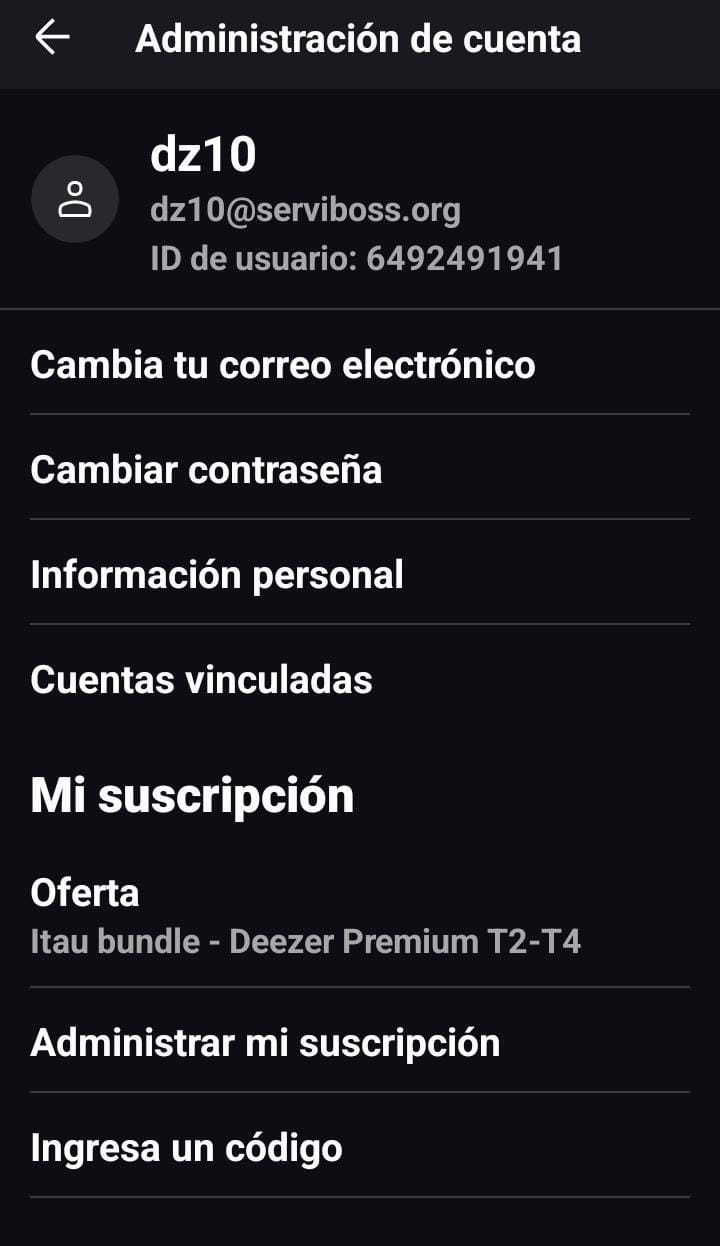 Administración de cuenta
dz10
dz10@serviboss.org
ID de usuario: 6492491941
Cambia tu correo electrónico
Cambiar contraseña
Información personal
Cuentas vinculadas
Mi suscripción
Oferta
Itau bundle - Deezer Premium T2-T4
Administrar mi suscripción
Ingresa un código